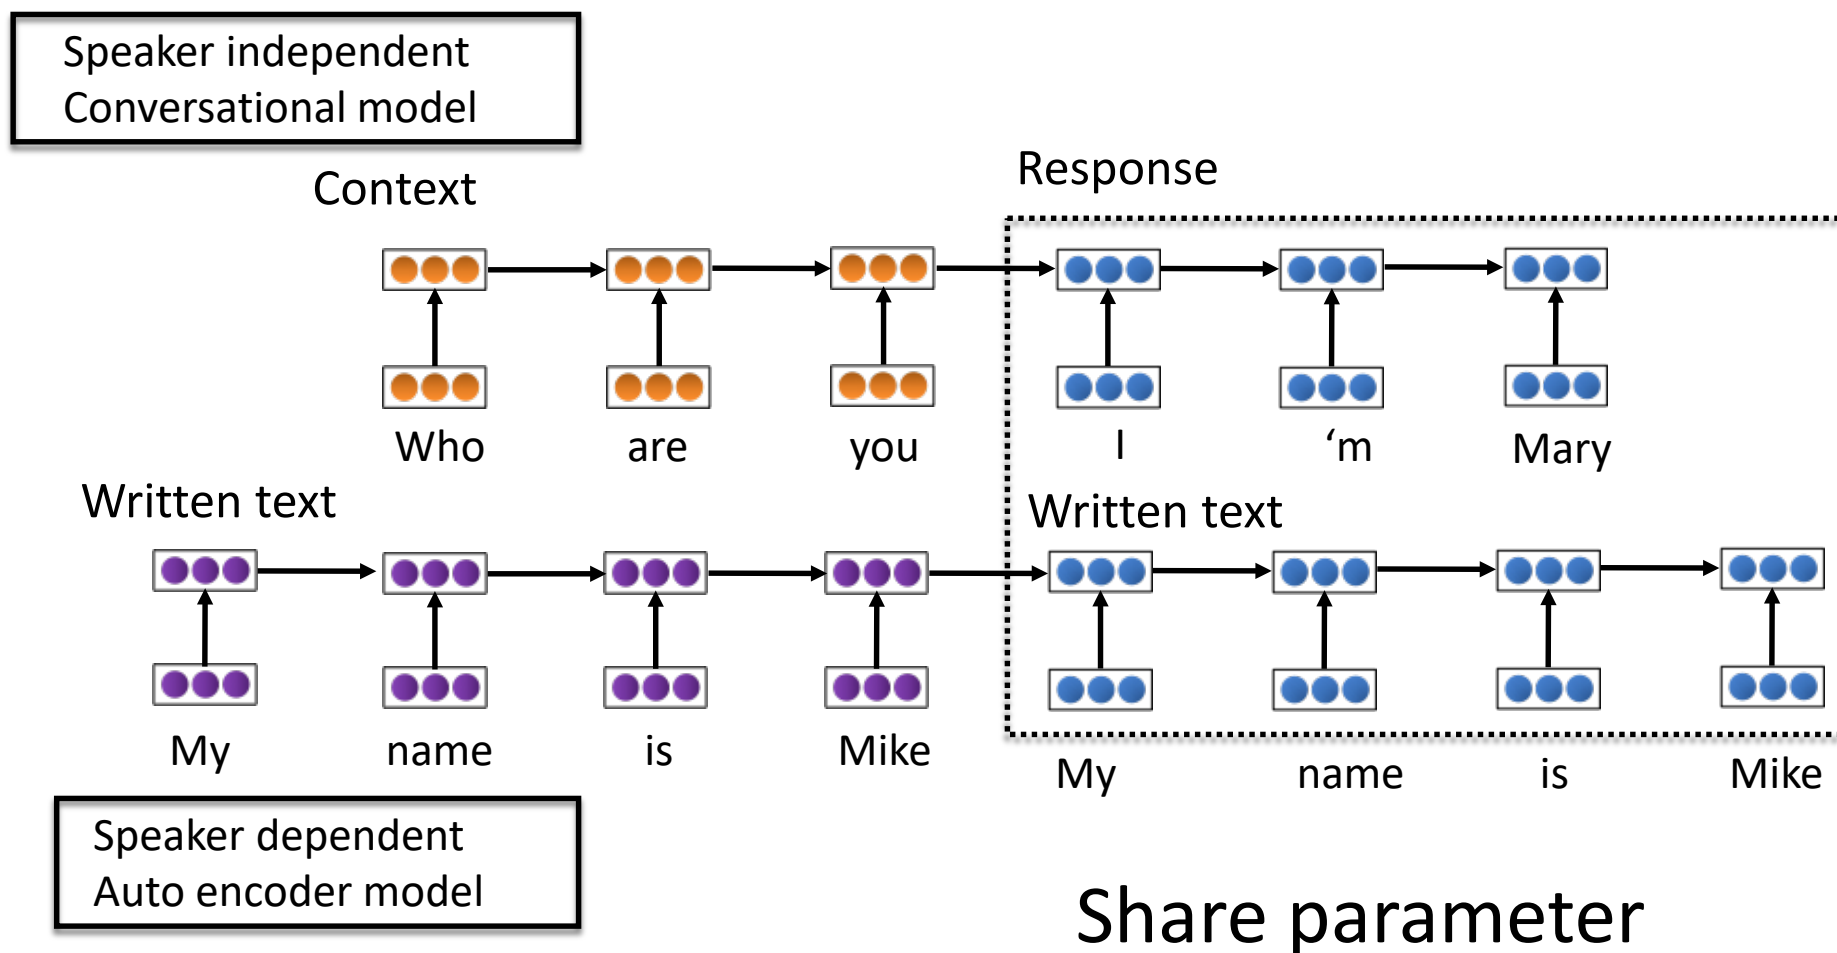 Speaker independent
Conversational model
Context
Response
Who are you I ‘m Mary
Written text
Written text
My name is Mike My name is Mike
Speaker dependent
Auto encoder model
Share parameter